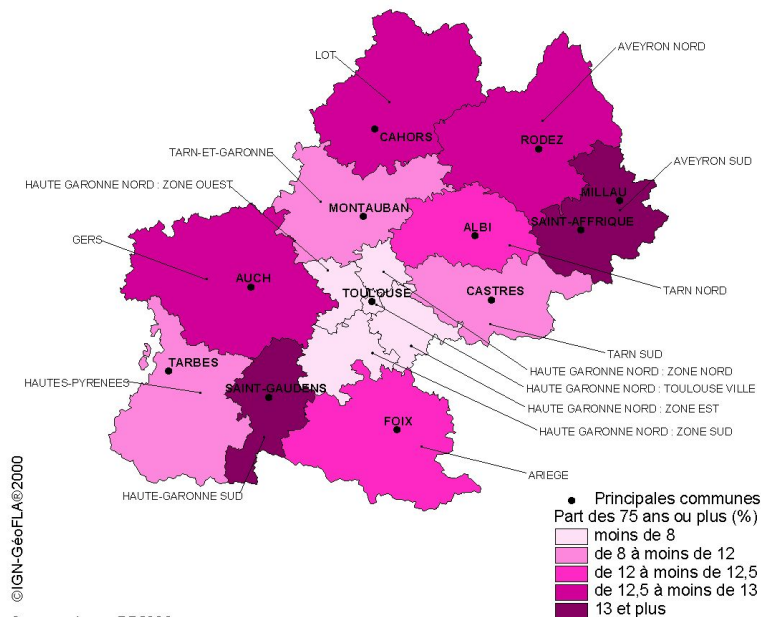 LOT
AVEYRON NORD
CAHORS
RODEZ
TARN-ET-GARONNE
AVEYRON SUD
HAUTE GARONNE NORD : ZONE OUEST
MILLAU
MONTAUBAN
SAINT-AFFRIQUE
ALBI
GERS
AUCH
TOULOUSE
CASTRES
TARN NORD
TARN SUD
TARBES
HAUTE GARONNE NORD : ZONE NORD
HAUTES-PYRENEES
SAINT-GAUDENS
HAUTE GARONNE NORD : TOULOUSE VILLE
HAUTE GARONNE NORD : ZONE EST
FOIX
HAUTE GARONNE NORD : ZONE SUD
ARIEGE
HAUTE-GARONNE SUD
©IGN-GéoFLA®2000
Principales communes
Part des 75 ans ou plus (%)
moins de 8
de 8 à moins de 12
de 12 à moins de 12,5
de 12,5 à moins de 13
13 et plus